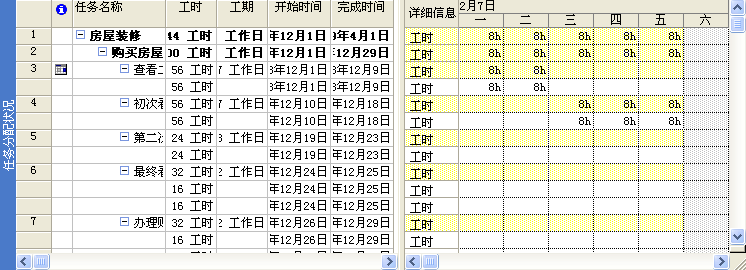 任务名称 工时 工期 开始时间 完成时间 详细信息 2月7日
一 二 三 四 五 六
1 房屋装修 44 工时 工作日 年12月1日 年4月1日 工时 8h 8h 8h 8h 8h
2 购买房屋 00 工时 工作日 年12月1日 12月29日 工时 8h 8h 8h 8h 8h
3 查看二 56 工时 7 工作日 年12月1日 年12月9日 工时 8h 8h
56 工时 年12月1日 年12月9日 工时 8h 8h
4 初次看 56 工时 7 工作日 年12月10日 年12月18日 工时 8h 8h 8h
56 工时 年12月10日 年12月18日 工时 8h 8h 8h
5 第二次 24 工时 3 工作日 年12月19日 年12月23日 工时
24 工时 年12月19日 年12月23日 工时
6 最终看 32 工时 2 工作日 年12月24日 年12月25日 工时
16 工时 年12月24日 年12月25日 工时
16 工时 年12月24日 年12月25日 工时
7 办理购 32 工时 2 工作日 年12月26日 年12月29日 工时
16 工时 年12月26日 年12月29日 工时
任务分配状况